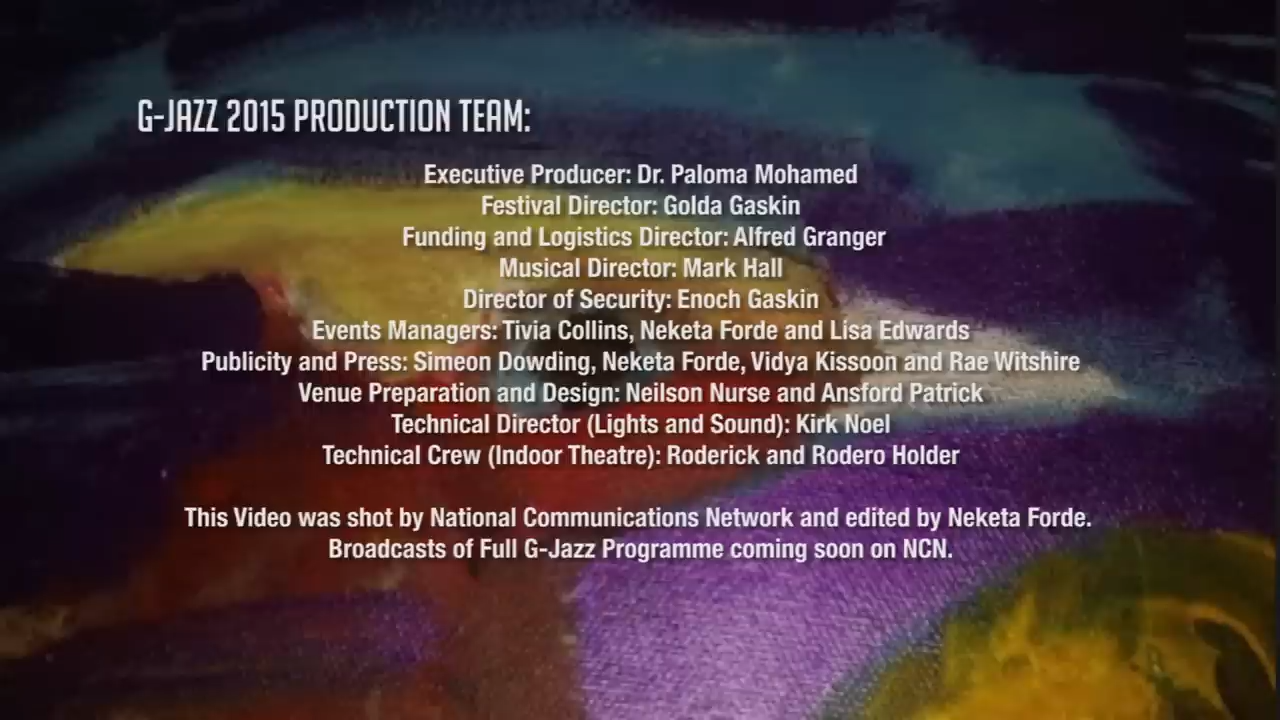 G-JAZZ 2015 PRODUCTION TEAM:
Executive Producer: Dr. Paloma Mohamed
Festival Director: Golda Gaskin
Funding and Logistics Director: Alfred Granger
Musical Director: Mark Hall
Director of Security: Enoch Gaskin
Events Managers: Tivia Collins, Neketa Forde and Lisa Edwards
Publicity and Press: Simeon Dowding, Neketa Forde, Vidya Kissoon and Rae Witshire
Venue Preparation and Design: Neilson Nurse and Ansford Patrick
Technical Director (Lights and Sound): Kirk Noel
Technical Crew (Indoor Theatre): Roderick and Rodero Holder
This Video was shot by National Communications Network and edited by Neketa Forde.
Broadcasts of Full G-Jazz Programme coming soon on NCN.